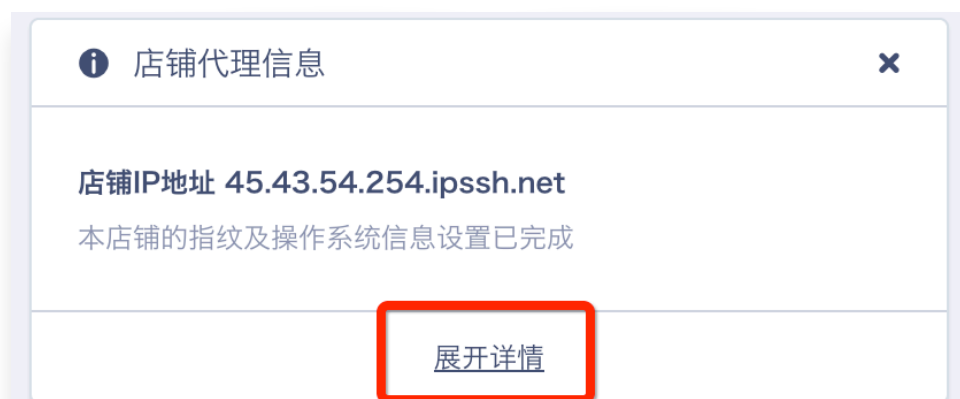 店铺代理信息
店铺IP地址 45.43.54.254.ipssh.net
本店铺的指纹及操作系统信息设置已完成
展开详情